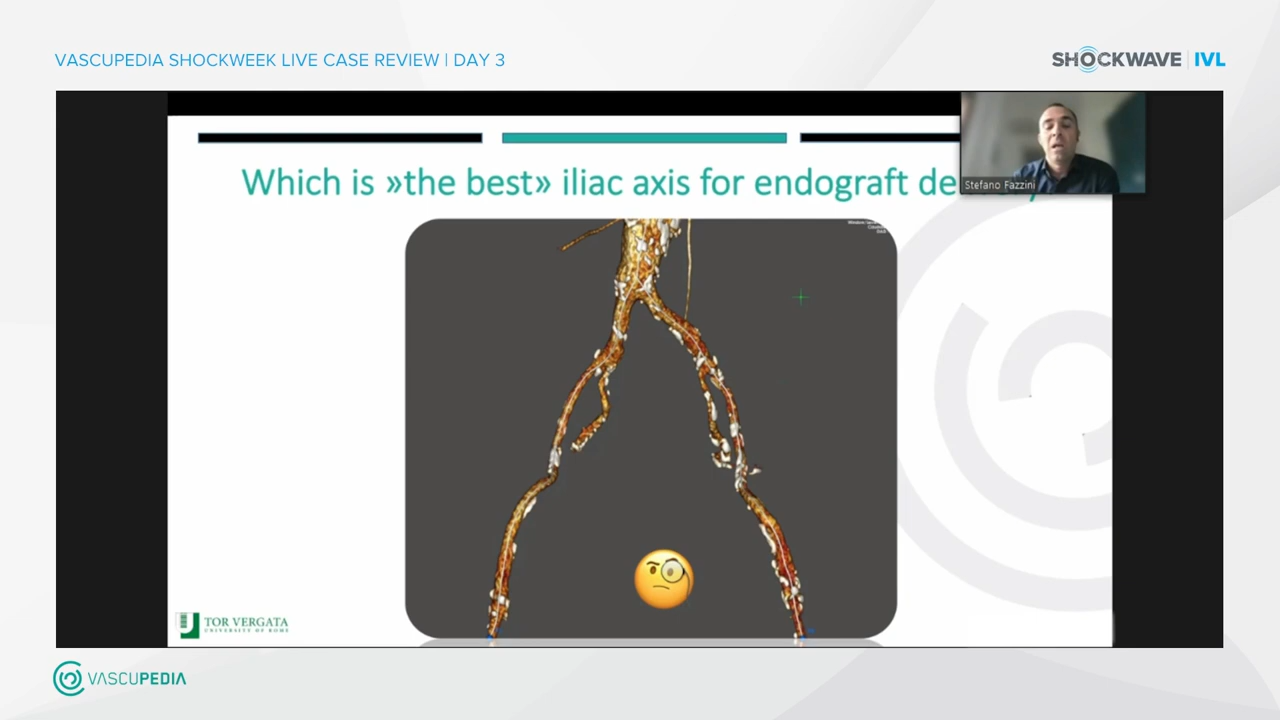 VASCUPEDIA SHOCKWEEK LIVE CASE REVIEW | DAY 3
SHOCKWAVE | IVL
Which is »the best» iliac axis for endograft de
Stefano Fazzini
TOR VERGATA
UNIVERSITY OF ROME
VASCUPEDIA